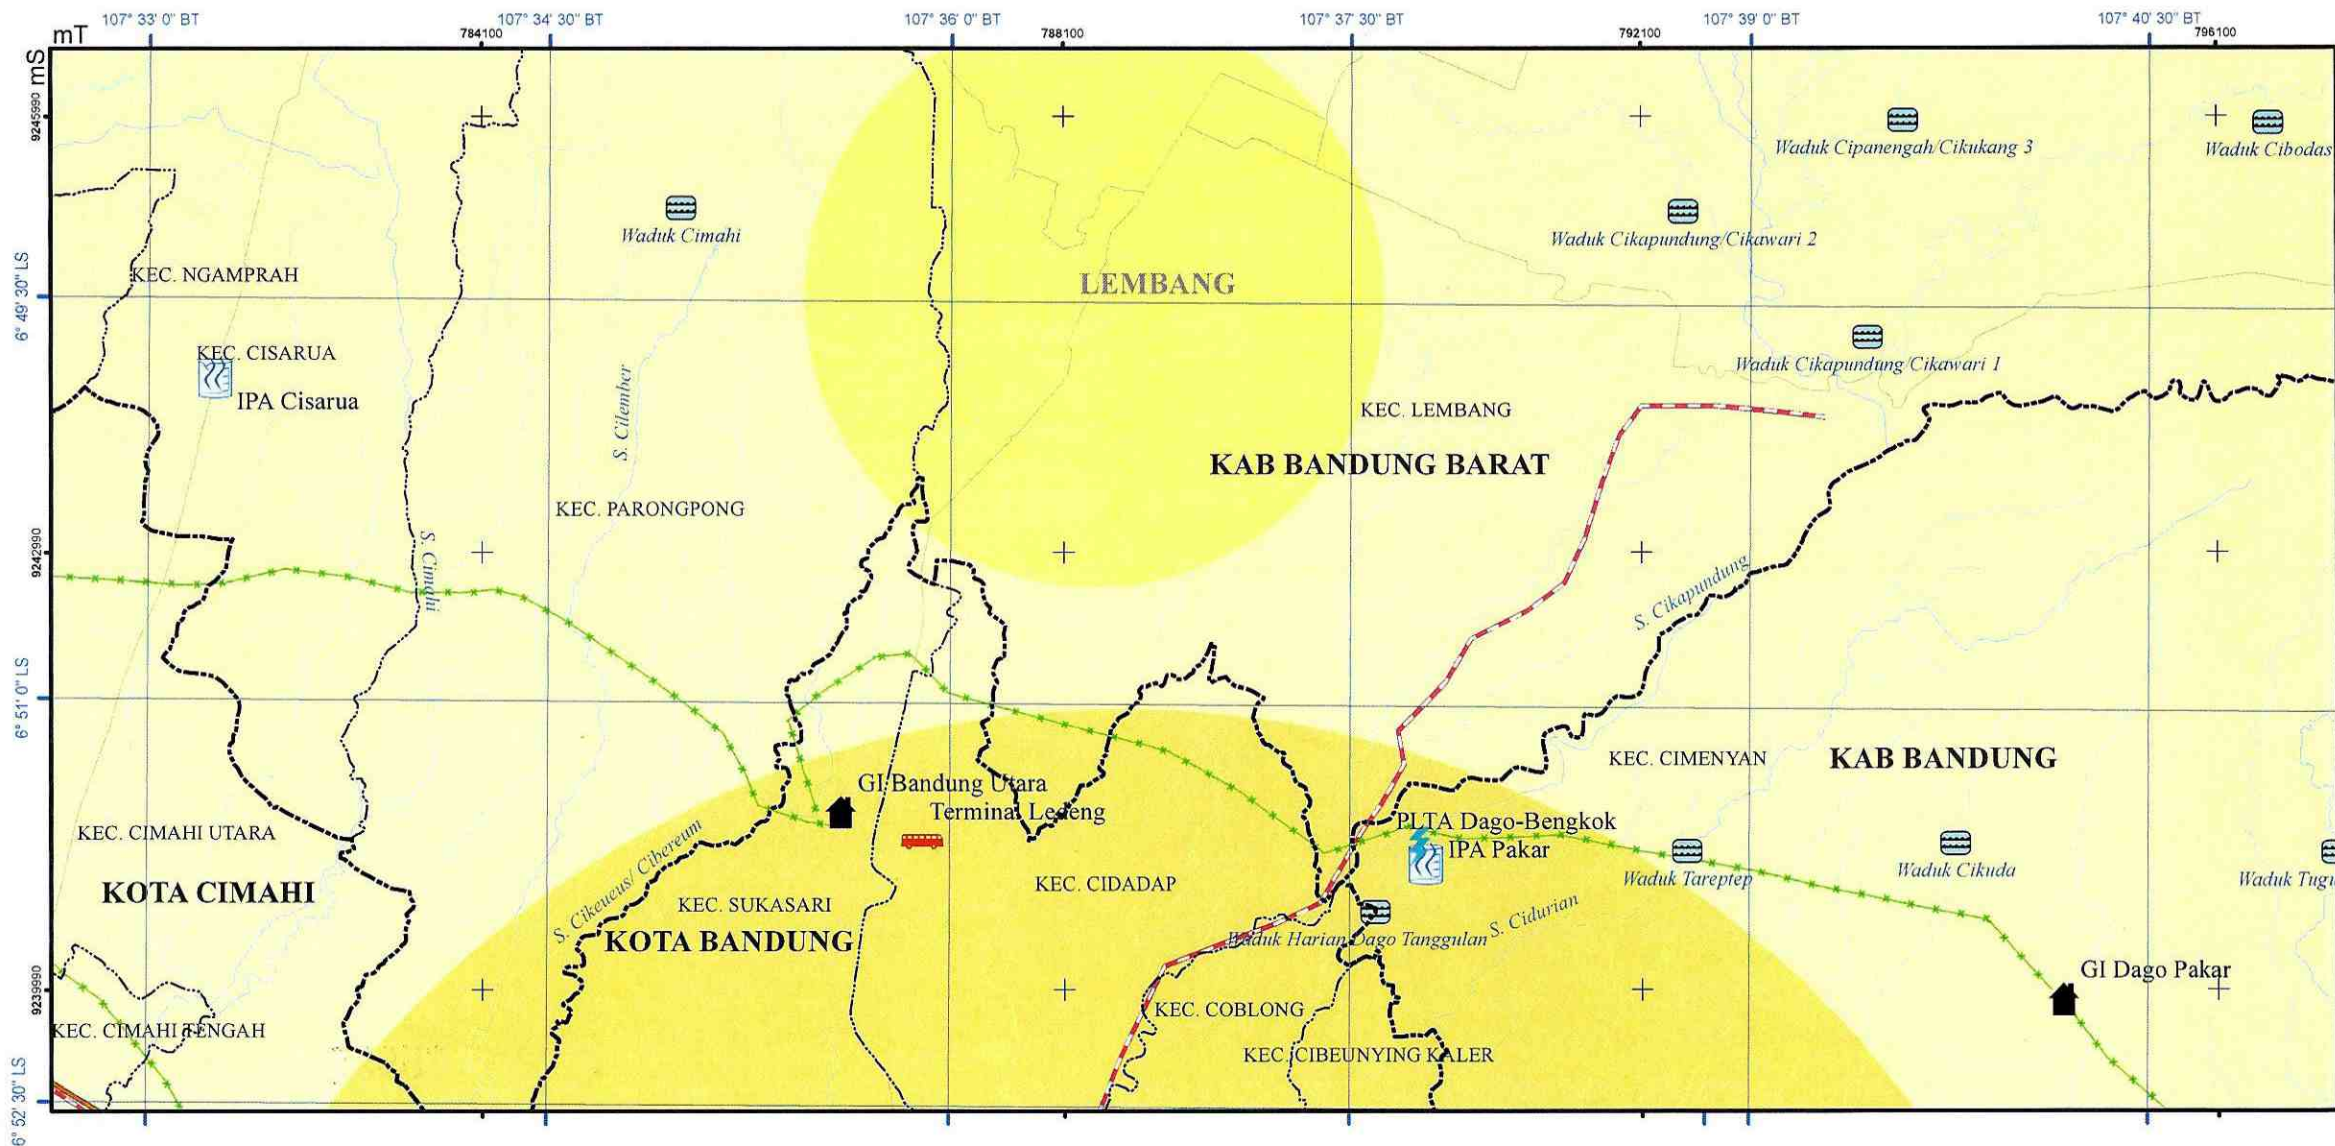 107° 33' 0" BT
107° 34' 30" BT
107° 36' 0" BT
107° 37' 30" BT
107° 39' 0" BT
107° 40' 30" BT
mT
784100
788100
792100
796100
mS
9245990
Waduk Cipanengah/Cikukang 3
Waduk Cibodas
Waduk Cimahi
Waduk Cikapundung/Cikawari 2
KEC. NGAMPRAH
LEMBANG
6° 49' 30" LS
KEC. CISARUA
Waduk Cikapundung/Cikawari 1
IPA Cisarua
S. Cilember
KEC. LEMBANG
KAB BANDUNG BARAT
KEC. PARONGPONG
9242990
S. Cimahi
S. Cikapundung
6° 51' 0" LS
KEC. CIMENYAN
KAB BANDUNG
GI Bandung Utara
Terminal Ledeng
PLTA Dago-Bengkok
KEC. CIMAHI UTARA
IPA Pakar
S. Cikeueus/ Cibereum
Waduk Tareptep
Waduk Cikuda
Waduk Tugu
KOTA CIMAHI
KEC. CIDADAP
KEC. SUKASARI
S. Cidurian
KOTA BANDUNG
Waduk Harian Dago Tanggulan
9239990
GI Dago Pakar
KEC. COBLONG
KEC. CIMAHI TENGAH
KEC. CIBEUNYING KALER
6° 52' 30" LS